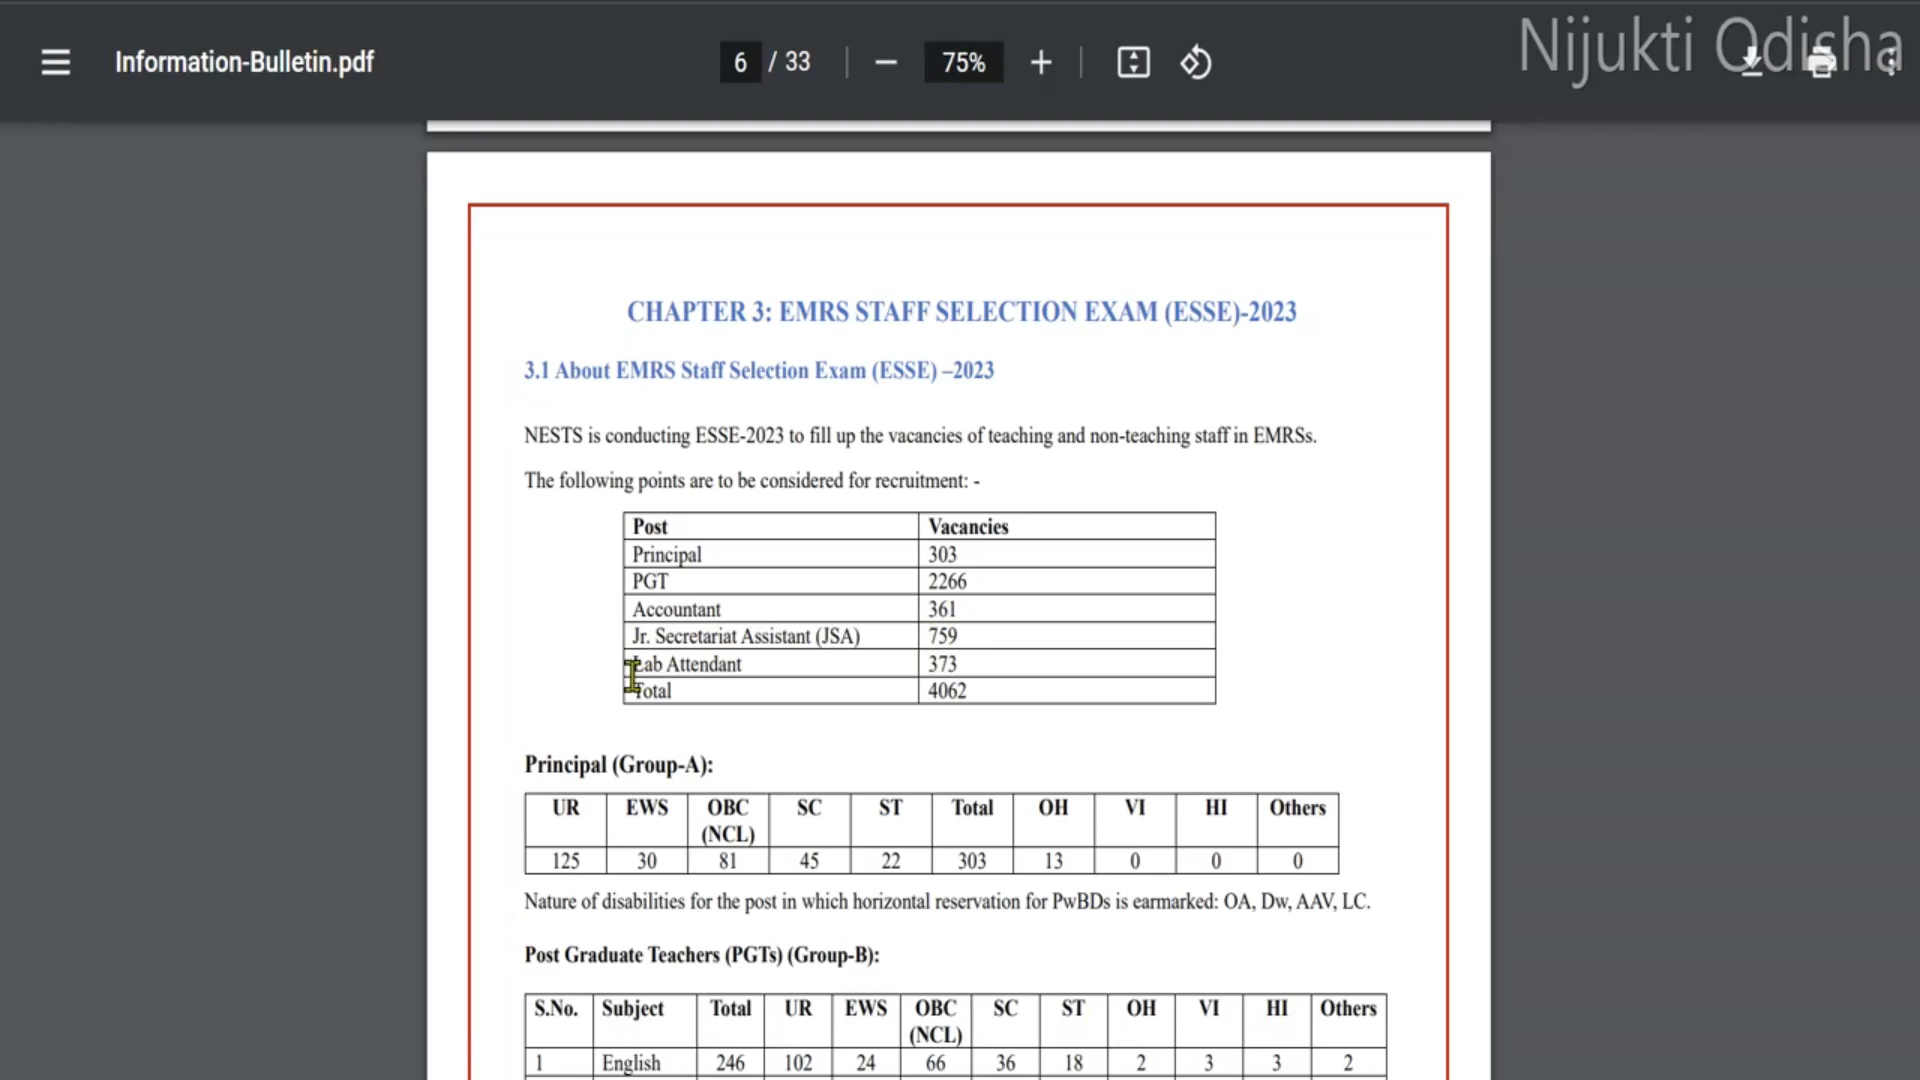 Information-Bulletin.pdf
6 / 33
75%
Nijukti Odisha
CHAPTER 3: EMRS STAFF SELECTION EXAM (ESSE)-2023
3.1 About EMRS Staff Selection Exam (ESSE) –2023
NESTS is conducting ESSE-2023 to fill up the vacancies of teaching and non-teaching staff in EMRSs.
The following points are to be considered for recruitment: -
Post Vacancies
Principal 303
PGT 2266
Accountant 361
Jr. Secretariat Assistant (JSA) 759
Lab Attendant 373
Total 4062
Principal (Group-A):
UR EWS OBC (NCL) SC ST Total OH VI HI Others
125 30 81 45 22 303 13 0 0 0
Nature of disabilities for the post in which horizontal reservation for PwBDs is earmarked: OA, Dw, AAV, LC.
Post Graduate Teachers (PGTs) (Group-B):
S.No. Subject Total UR EWS OBC (NCL) SC ST OH VI HI Others
1 English 246 102 24 66 36 18 2 3 3 2